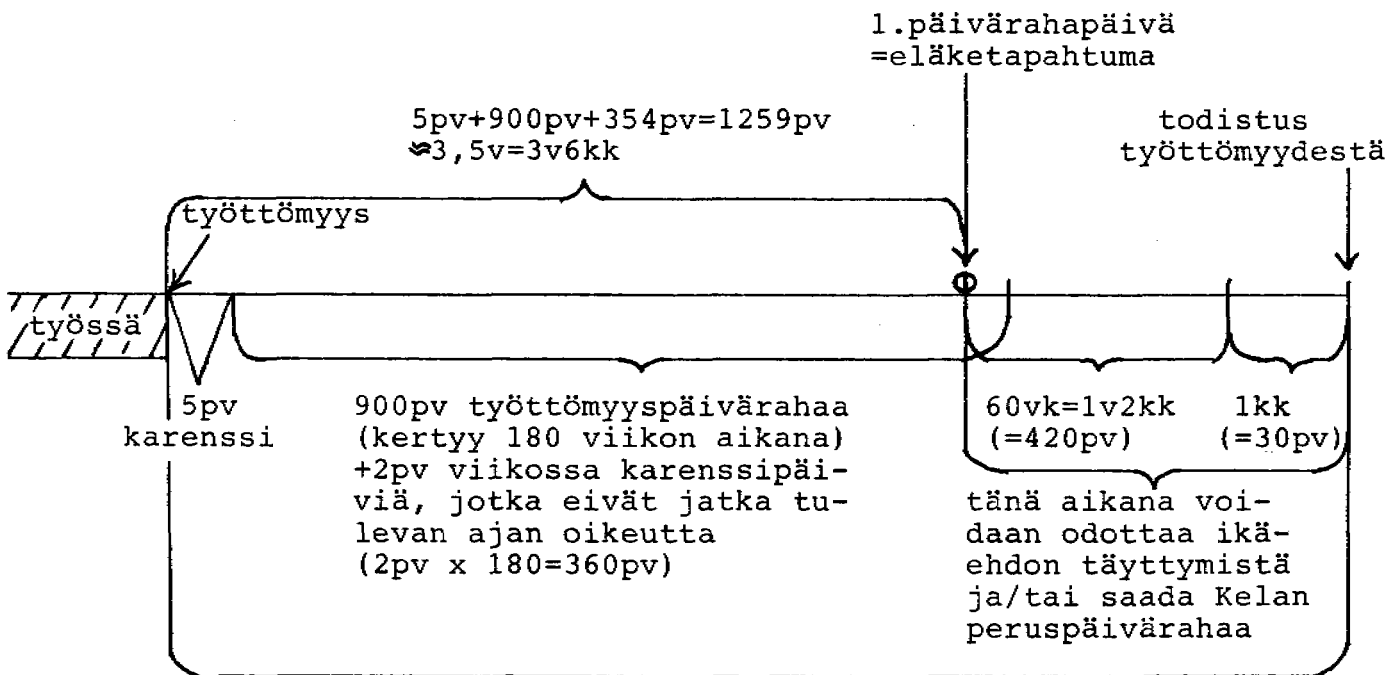 1.päivärahapäivä
=eläketapahtuma
5pv+900pv+354pv=1259pv
≈3,5v=3v6kk
todistus
työttömyydestä
työttömyys
työssä
5pv
karenssi
900pv työttömyyspäivärahaa
(kertyy 180 viikon aikana)
+2pv viikossa karenssipäi-
viä, jotka eivät jatka tu-
levan ajan oikeutta
(2pv x 180=360pv)
60vk=1v2kk
(=420pv)
1kk
(=30pv)
tänä aikana voi-
daan odottaa ikä-
ehdon täyttymistä
ja/tai saada Kelan
peruspäivärahaa